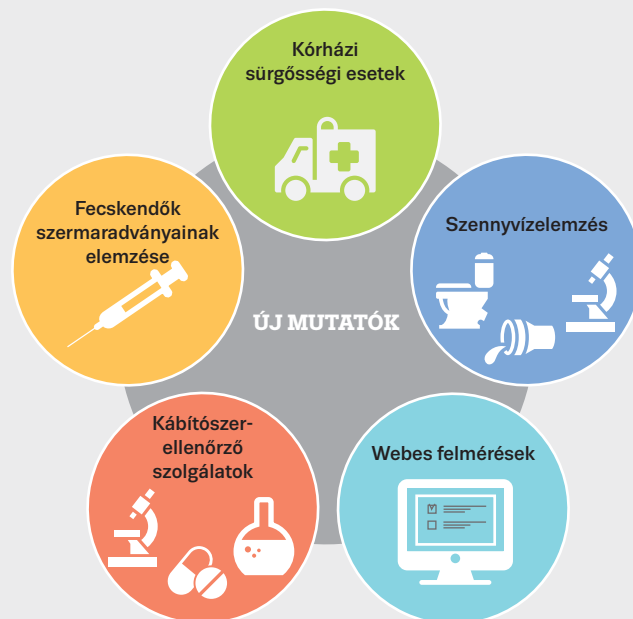 Kórházi
sürgősségi esetek
Fecskendők
szermaradványainak
elemzése
Szennyvízelemzés
ÚJ MUTATÓK
Kábítószer-
ellenőrző
szolgálatok
Webes felmérések